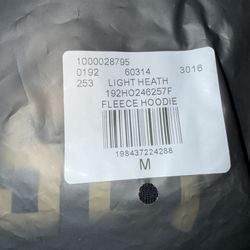 1000028795
0192 60314 3016
253 LIGHT HEATH
192HO246257F
FLEECE HOODIE
198437224288
M